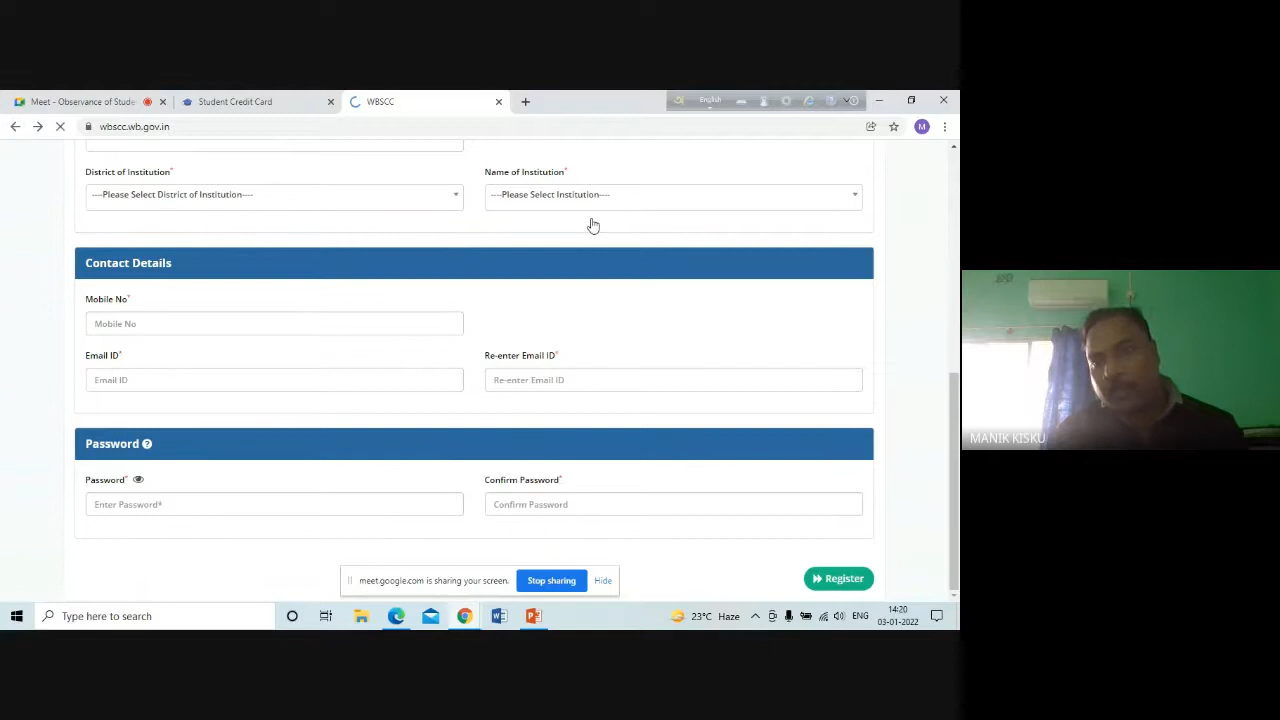 Meet - Observance of Stude
Student Credit Card
WBSCC
English
wbscc.wb.gov.in
M
District of Institution*
Name of Institution*
----Please Select District of Institution----
----Please Select Institution----
Contact Details
Mobile No*
Mobile No
Email ID*
Re-enter Email ID*
Email ID
Re-enter Email ID
Password
Password*
Confirm Password*
Enter Password*
Confirm Password
meet.google.com is sharing your screen.
Stop sharing
Hide
Register
MANIK KISKU
Type here to search
23°C Haze
ENG
14:20
03-01-2022